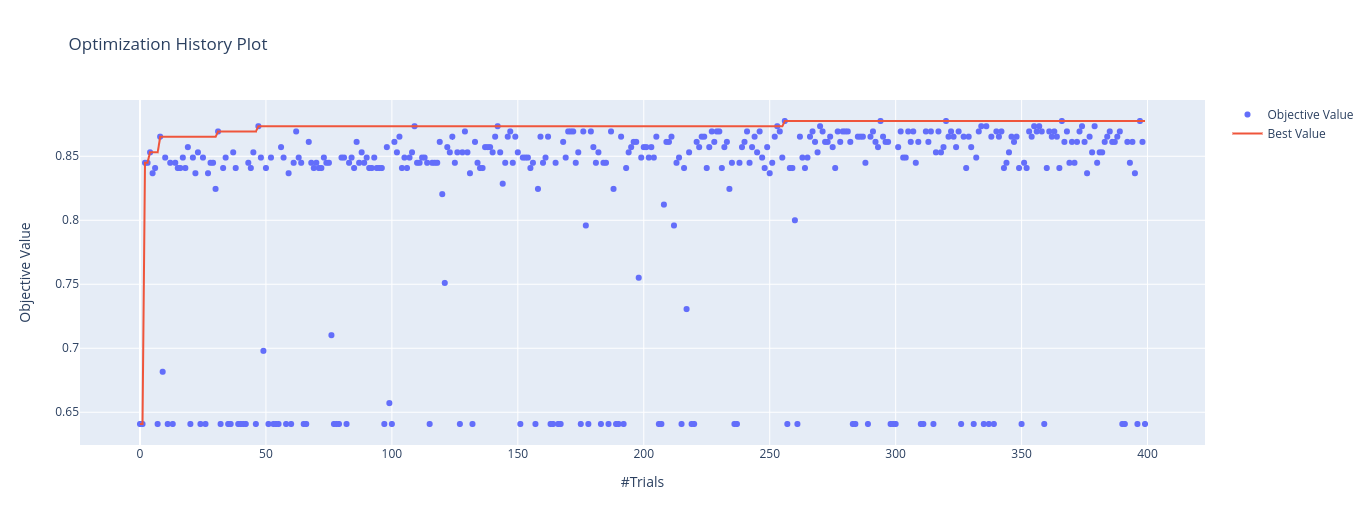 Optimization History Plot
Objective Value
Best Value
0.85
0.8
0.75
0.7
0.65
Objective Value
0
50
100
150
200
250
300
350
400
#Trials